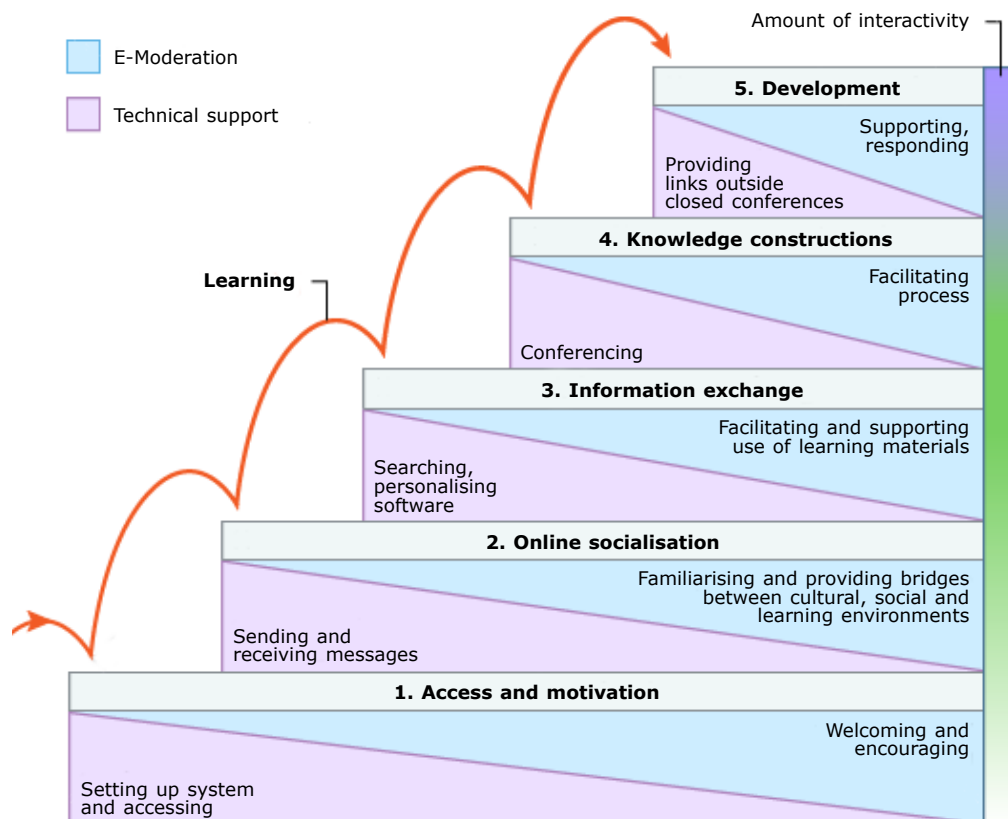 Amount of interactivity
E-Moderation
Technical support
5. Development
Supporting,
responding
Providing
links outside
closed conferences
4. Knowledge constructions
Facilitating
process
Conferencing
Learning
3. Information exchange
Facilitating and supporting
use of learning materials
Searching,
personalising
software
2. Online socialisation
Familiarising and providing bridges
between cultural, social and
learning environments
Sending and
receiving messages
1. Access and motivation
Welcoming and
encouraging
Setting up system
and accessing